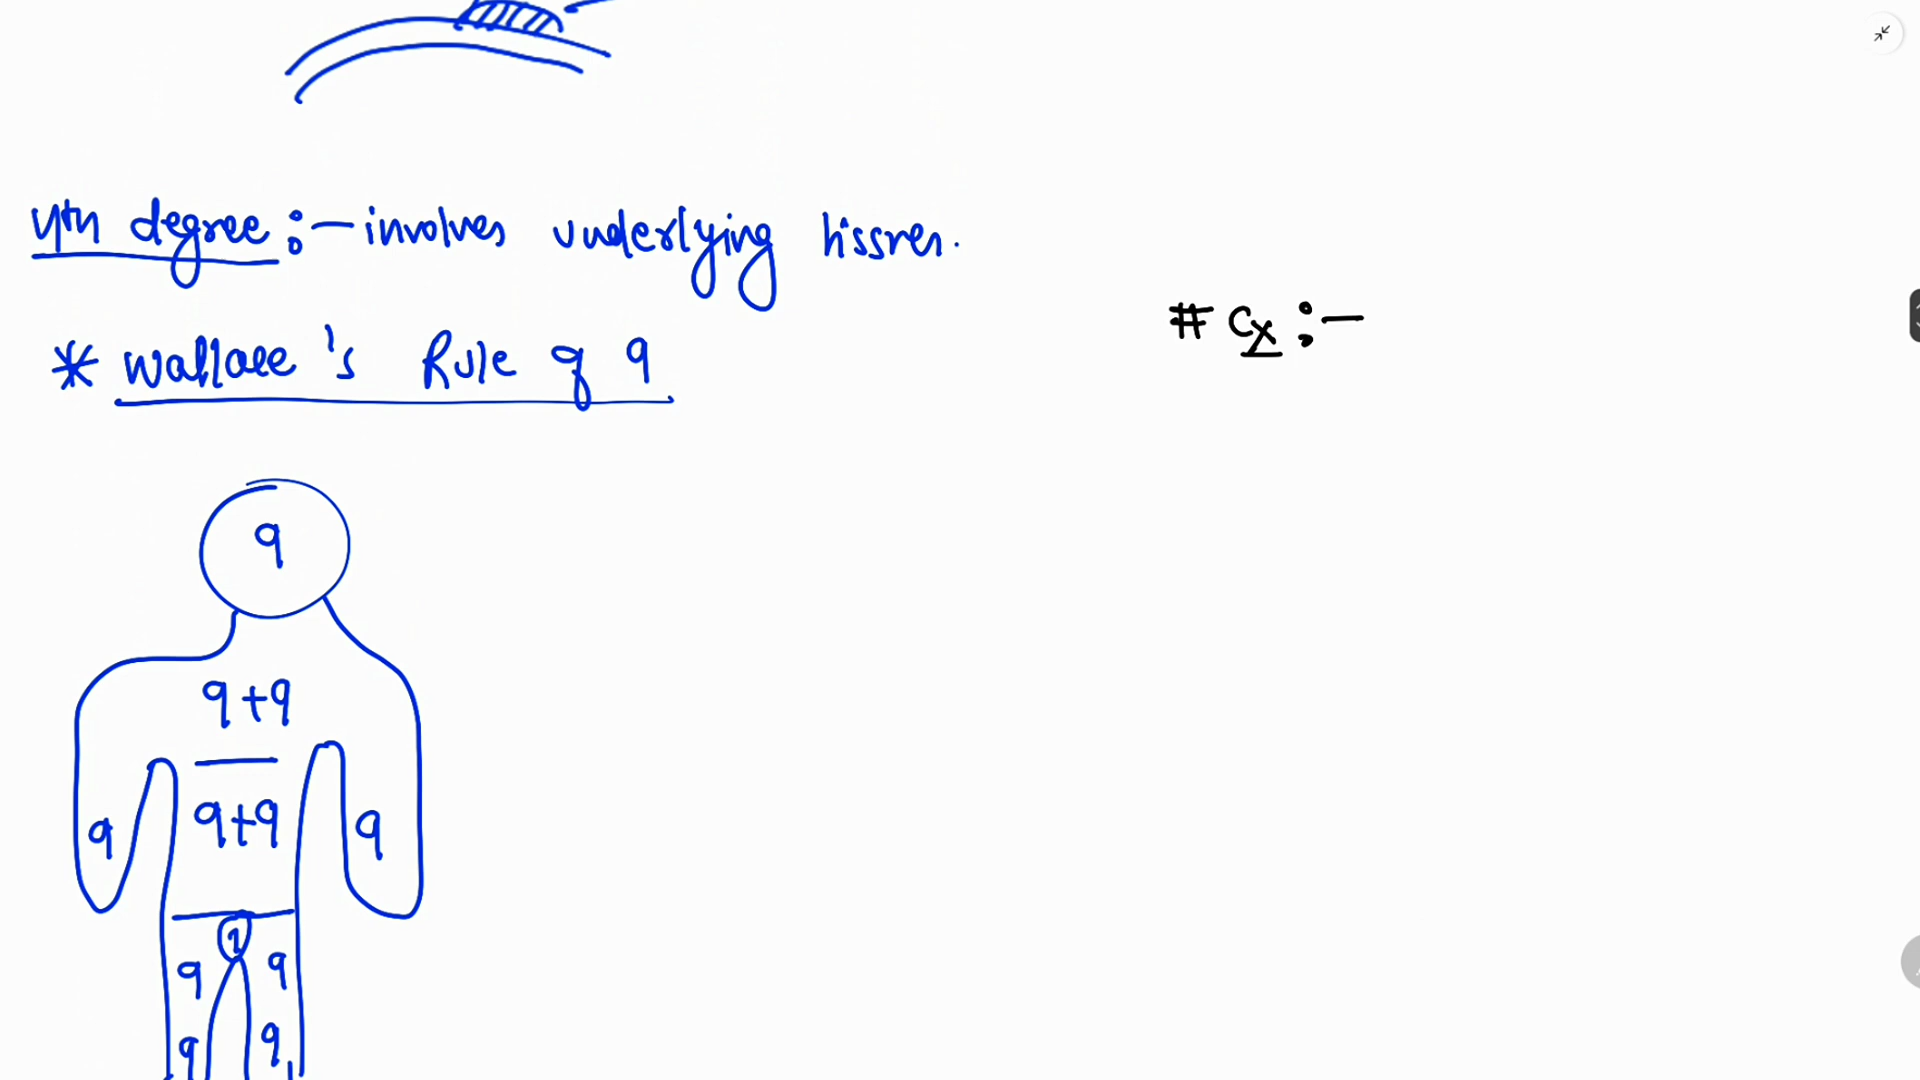 4th degree :- involves underlying tissues.
* Wallace's Rule of 9
# Cx :-
9
9+9
9+9
9 9
1
9 9
9 9